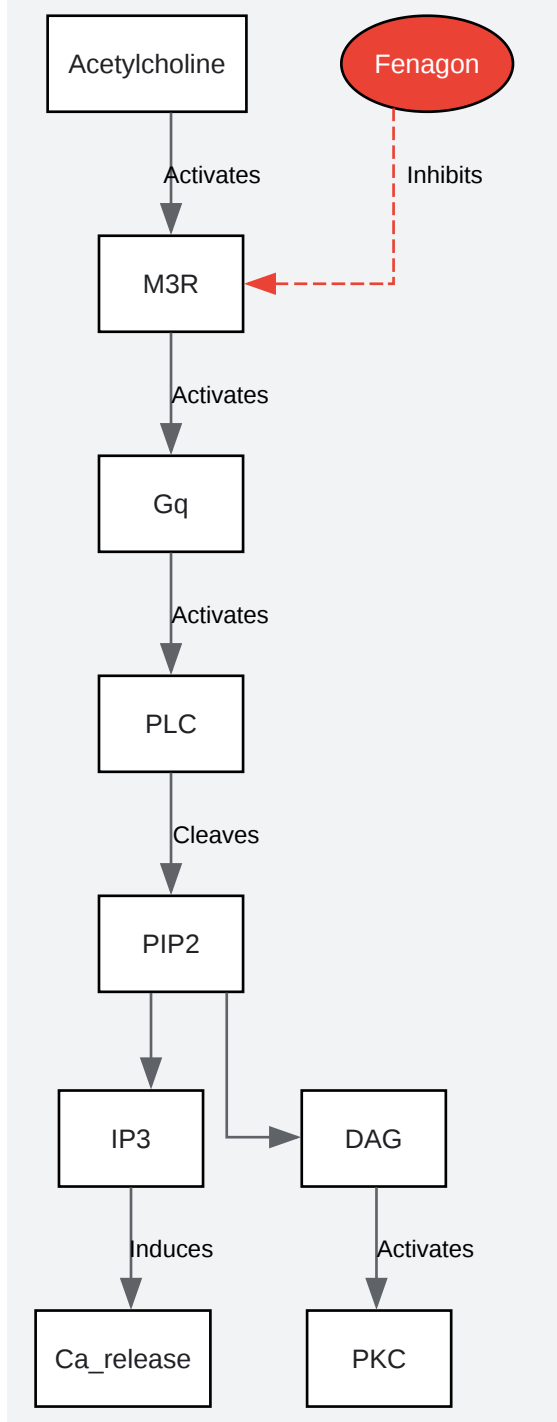 Acetylcholine
Fenagon
Activates
Inhibits
M3R
Activates
Gq
Activates
PLC
Cleaves
PIP2
IP3
DAG
Induces
Activates
Ca_release
PKC